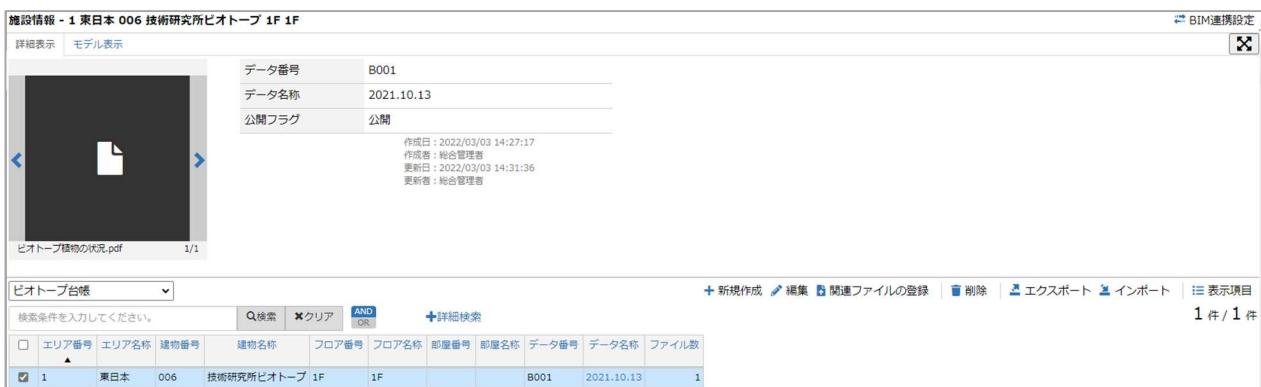 施設情報 - 1 東日本 006 技術研究所ビオトープ 1F 1F
BIM連携設定
詳細表示 モデル表示
データ番号 B001
データ名称 2021.10.13
公開フラグ 公開
作成日：2022/03/03 14:27:17
作成者：総合管理者
更新日：2022/03/03 14:31:36
更新者：総合管理者
ビオトープ植物の状況.pdf 1/1
ビオトープ台帳
新規作成 編集 関連ファイルの登録 削除 エクスポート インポート 表示項目
検索条件を入力してください。 検索 クリア AND OR +詳細検索 1 件 / 1 件
エリア番号 エリア名称 建物番号 建物名称 フロア番号 フロア名称 部屋番号 部屋名称 データ番号 データ名称 ファイル数
1 東日本 006 技術研究所ビオトープ 1F 1F B001 2021.10.13 1